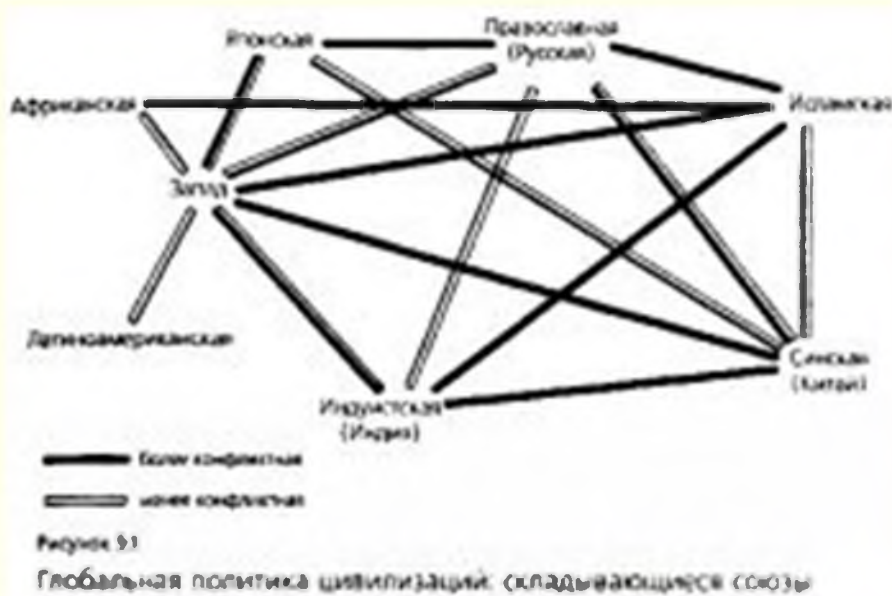 Японская
Православная
(Русская)
Африканская
Исламская
Запад
Латиноамериканская
Синская
(Китай)
Индуистская
(Индия)
более конфликтная
менее конфликтная
Рисунок 9.1
Глобальная политика цивилизаций: складывающиеся союзы